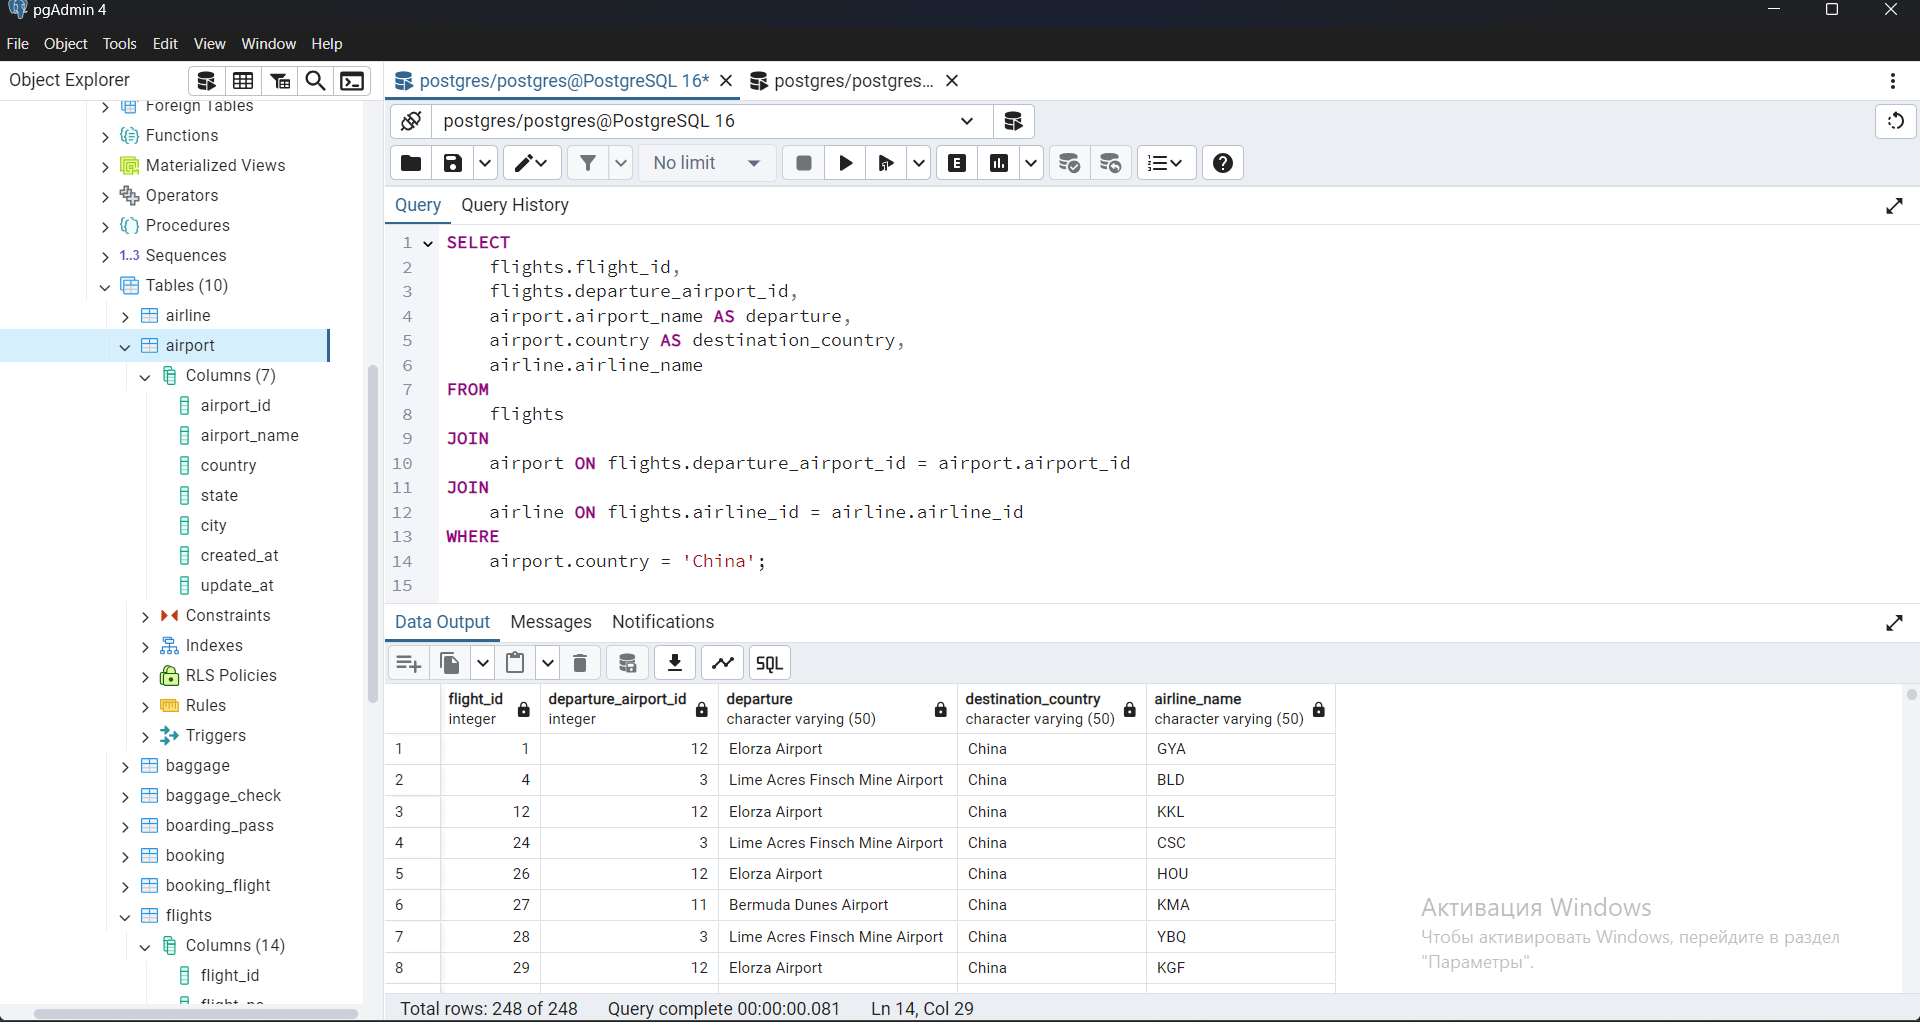 pgAdmin 4
File Object Tools Edit View Window Help
Object Explorer
postgres/postgres@PostgreSQL 16*
postgres/postgres...
postgres/postgres@PostgreSQL 16
No limit
E
Query Query History
Foreign Tables
Functions
Materialized Views
Operators
Procedures
1..3 Sequences
Tables (10)
airline
airport
Columns (7)
airport_id
airport_name
country
state
city
created_at
update_at
Constraints
Indexes
RLS Policies
Rules
Triggers
baggage
baggage_check
boarding_pass
booking
booking_flight
flights
Columns (14)
flight_id
1 SELECT
2 flights.flight_id,
3 flights.departure_airport_id,
4 airport.airport_name AS departure,
5 airport.country AS destination_country,
6 airline.airline_name
7 FROM
8 flights
9 JOIN
10 airport ON flights.departure_airport_id = airport.airport_id
11 JOIN
12 airline ON flights.airline_id = airline.airline_id
13 WHERE
14 airport.country = 'China';
15
Data Output Messages Notifications
SQL
flight_id departure_airport_id departure destination_country airline_name
integer integer character varying (50) character varying (50) character varying (50)
1 1 12 Elorza Airport China GYA
2 4 3 Lime Acres Finsch Mine Airport China BLD
3 12 12 Elorza Airport China KKL
4 24 3 Lime Acres Finsch Mine Airport China CSC
5 26 12 Elorza Airport China HOU
6 27 11 Bermuda Dunes Airport China KMA
7 28 3 Lime Acres Finsch Mine Airport China YBQ
8 29 12 Elorza Airport China KGF
Активация Windows
Чтобы активировать Windows, перейдите в раздел
"Параметры".
Total rows: 248 of 248 Query complete 00:00:00.081 Ln 14, Col 29